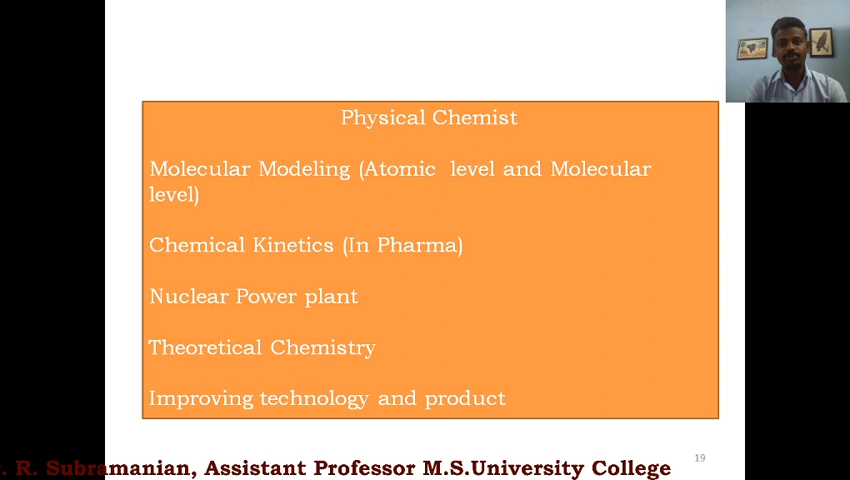 Physical Chemist
Molecular Modeling (Atomic level and Molecular
level)
Chemical Kinetics (In Pharma)
Nuclear Power plant
Theoretical Chemistry
Improving technology and product
19
. R. Subramanian, Assistant Professor M.S.University College